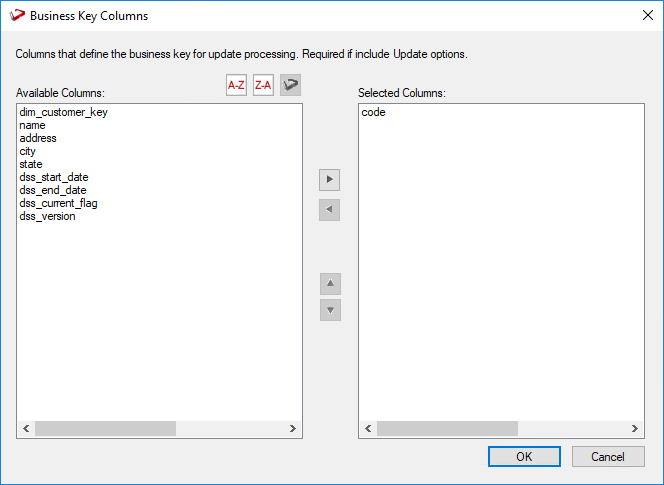 Business Key Columns
Columns that define the business key for update processing. Required if include Update options.
Available Columns:
A-Z
Z-A
Selected Columns:
dim_customer_key
name
address
city
state
dss_start_date
dss_end_date
dss_current_flag
dss_version
code
OK
Cancel